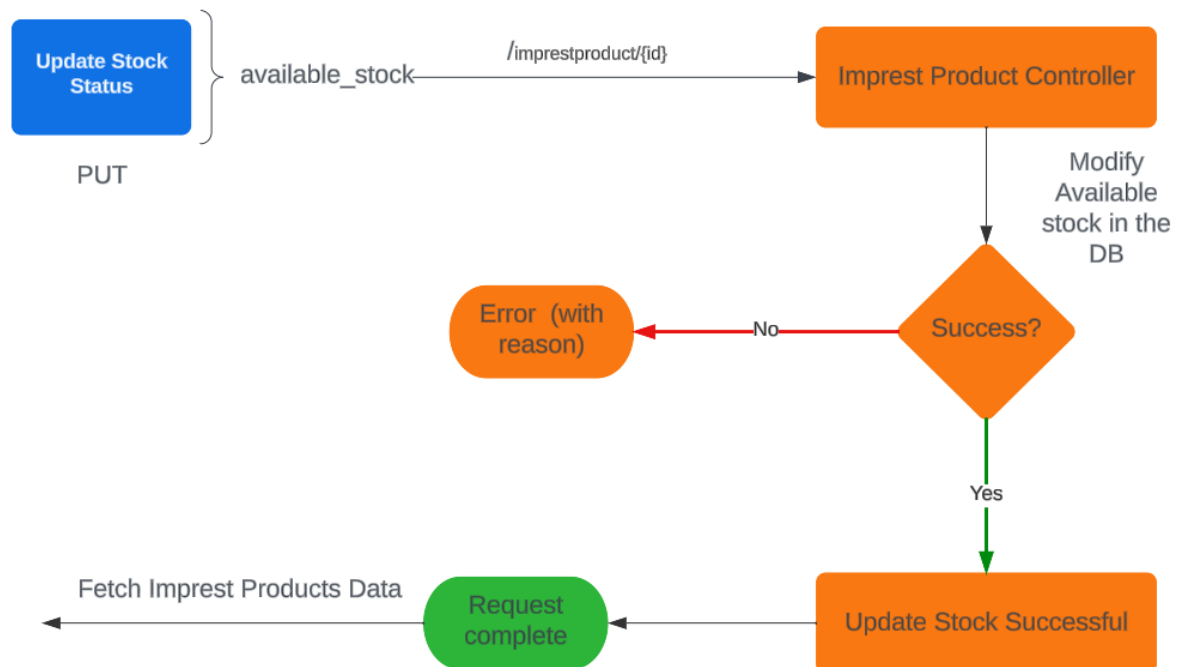 Update Stock
Status
available_stock
/imprestproduct/{id}
Imprest Product Controller
PUT
Modify
Available
stock in the
DB
Error (with
reason)
No
Success?
Yes
Fetch Imprest Products Data
Request
complete
Update Stock Successful